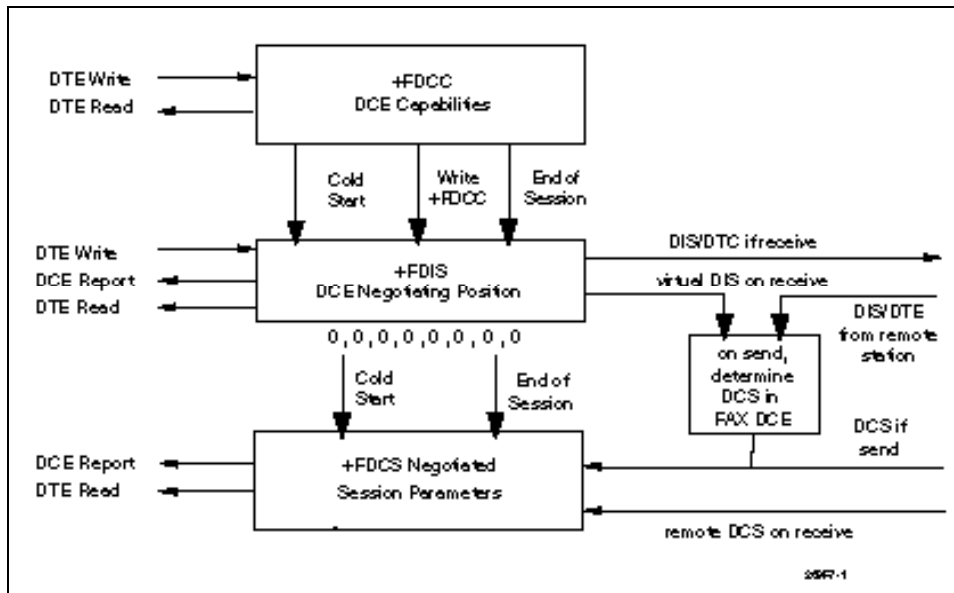 DTE Write
DTE Read
+FDCC
DCE Capabilities
Cold
Start
Write
+FDCC
End of
Session
DTE Write
DCE Report
DTE Read
+FDIS
DCE Negotiating Position
DIS/DTC if receive
virtual DIS on receive
DIS/DTE
from remote
station
0,0,0,0,0,0,0,0
on send,
determine
DCS in
FAX DCE
Cold
Start
End of
Session
DCS if
send
DCE Report
DTE Read
+FDCS Negotiated
Session Parameters
remote DCS on receive